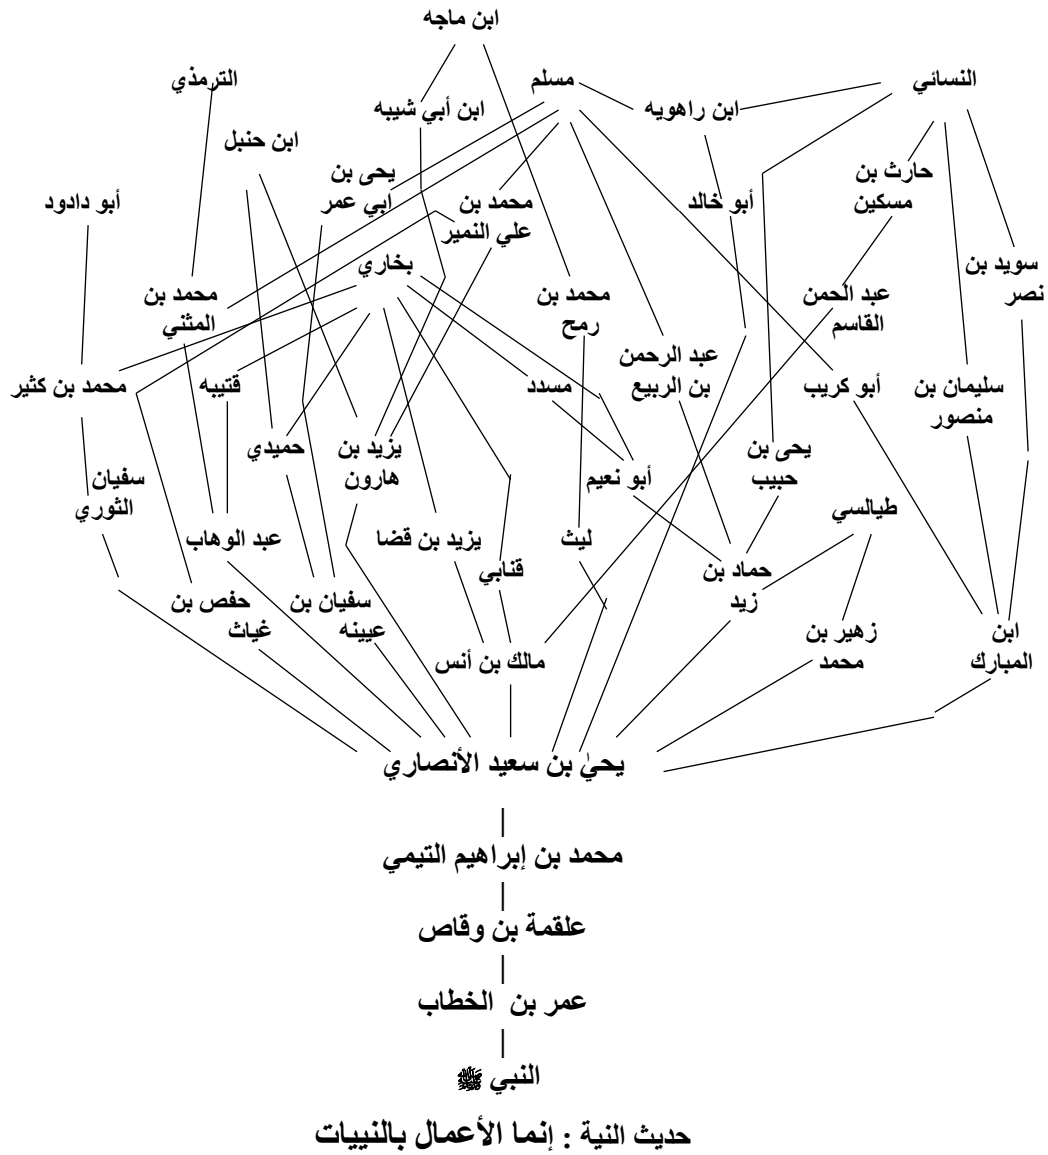 ابن ماجه
النسائي
مسلم
الترمذي
ابن راهويه
ابن أبي شيبه
ابن حنبل
حارث بن
مسكين
يحى بن
ابي عمر
أبو دادود
محمد بن
علي النمير
أبو خالد
سويد بن
نصر
بخاري
عبد الحمن
القاسم
محمد بن
رمح
محمد بن
المثني
عبد الرحمن
بن الربيع
سليمان بن
منصور
أبو كريب
مسدد
قتيبه
محمد بن كثير
يحى بن
حبيب
يزيد بن
هارون
حميدي
أبو نعيم
سفيان
الثوري
طيالسي
ليث
يزيد بن قضا
عبد الوهاب
حماد بن
زيد
قنابي
سفيان بن
عيينه
حفص بن
غياث
ابن
المبارك
زهير بن
محمد
مالك بن أنس
يحيٰ بن سعيد الأنصاري
محمد بن إبراهيم التيمي
علقمة بن وقاص
عمر بن الخطاب
النبي ﷺ
حديث النية : إنما الأعمال بالنييات